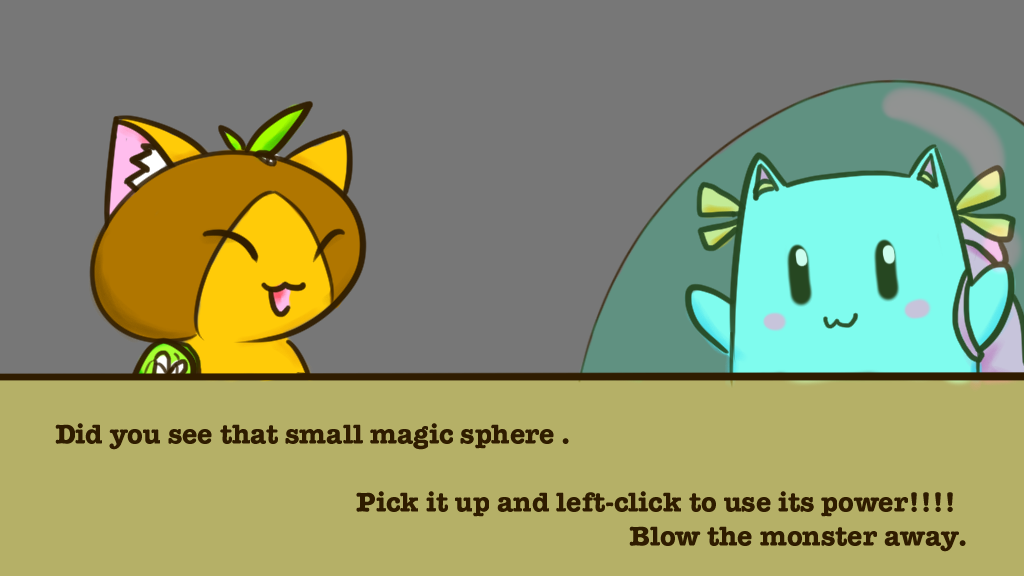 Did you see that small magic sphere .
Pick it up and left-click to use its power!!!!
Blow the monster away.